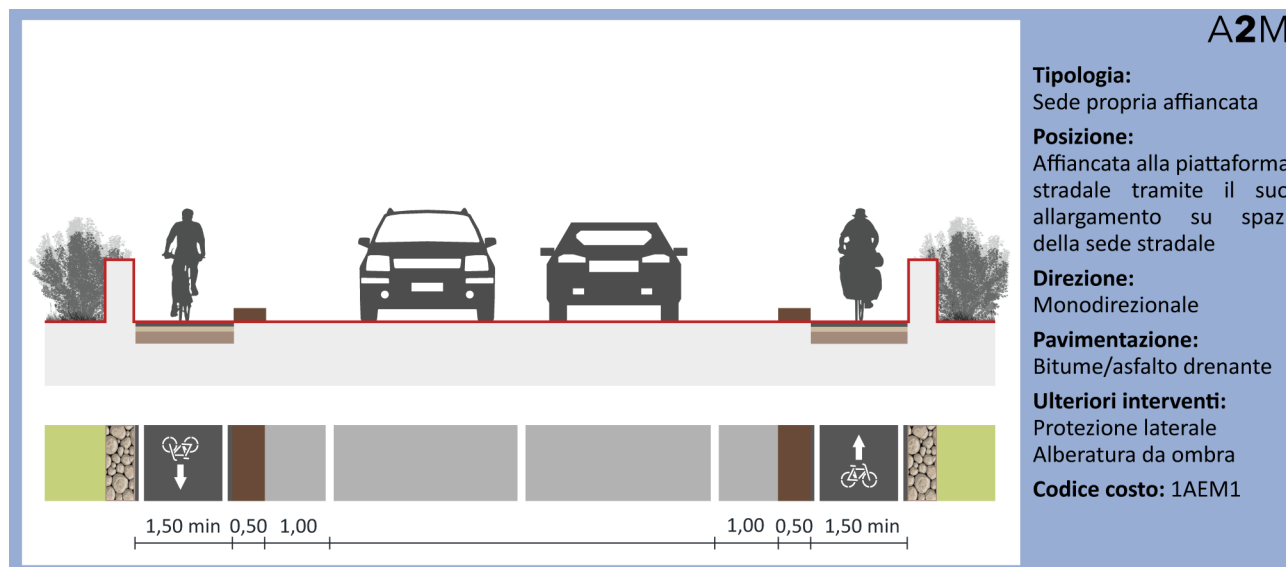 A2M
Tipologia:
Sede propria affiancata
Posizione:
Affiancata alla piattaforma
stradale tramite il suo
allargamento su spaz
della sede stradale
Direzione:
Monodirezionale
Pavimentazione:
Bitume/asfalto drenante
Ulteriori interventi:
Protezione laterale
Alberatura da ombra
Codice costo: 1AEM1
1,50 min 0,50 1,00 1,00 0,50 1,50 min